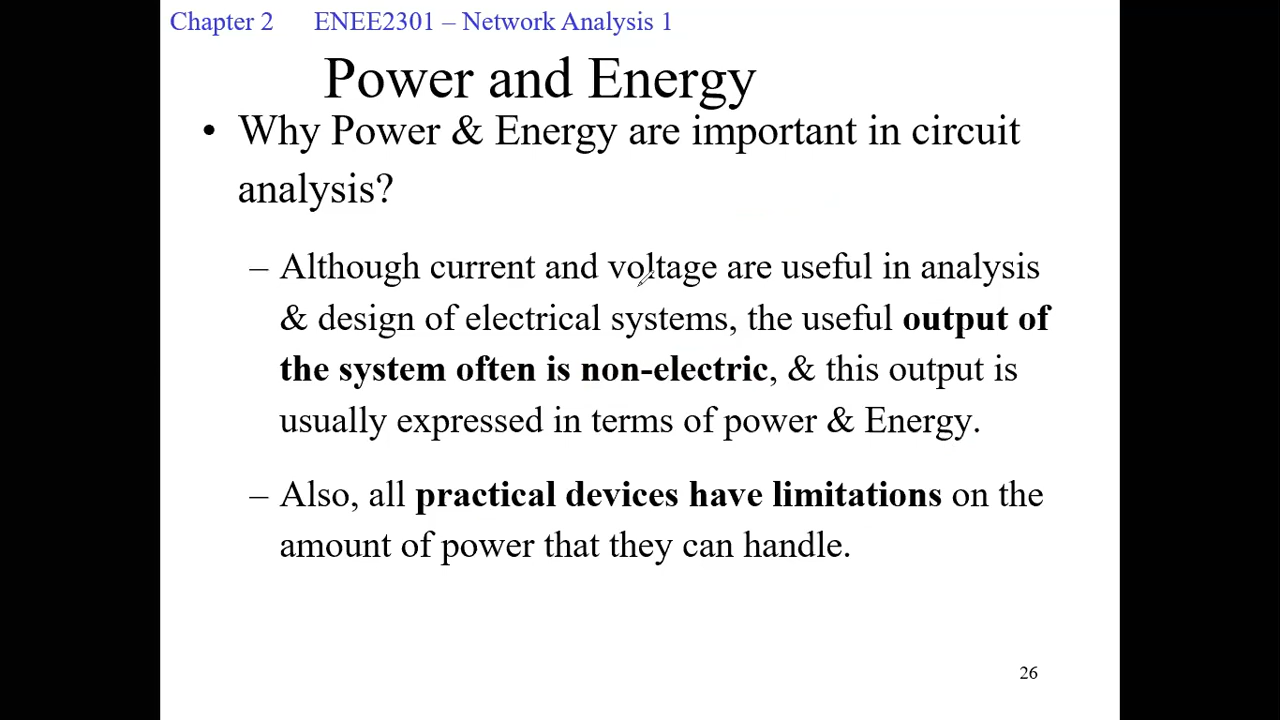 Chapter 2 ENEE2301 – Network Analysis 1
Power and Energy
• Why Power & Energy are important in circuit
analysis?
– Although current and voltage are useful in analysis
& design of electrical systems, the useful output of
the system often is non-electric, & this output is
usually expressed in terms of power & Energy.
– Also, all practical devices have limitations on the
amount of power that they can handle.
26